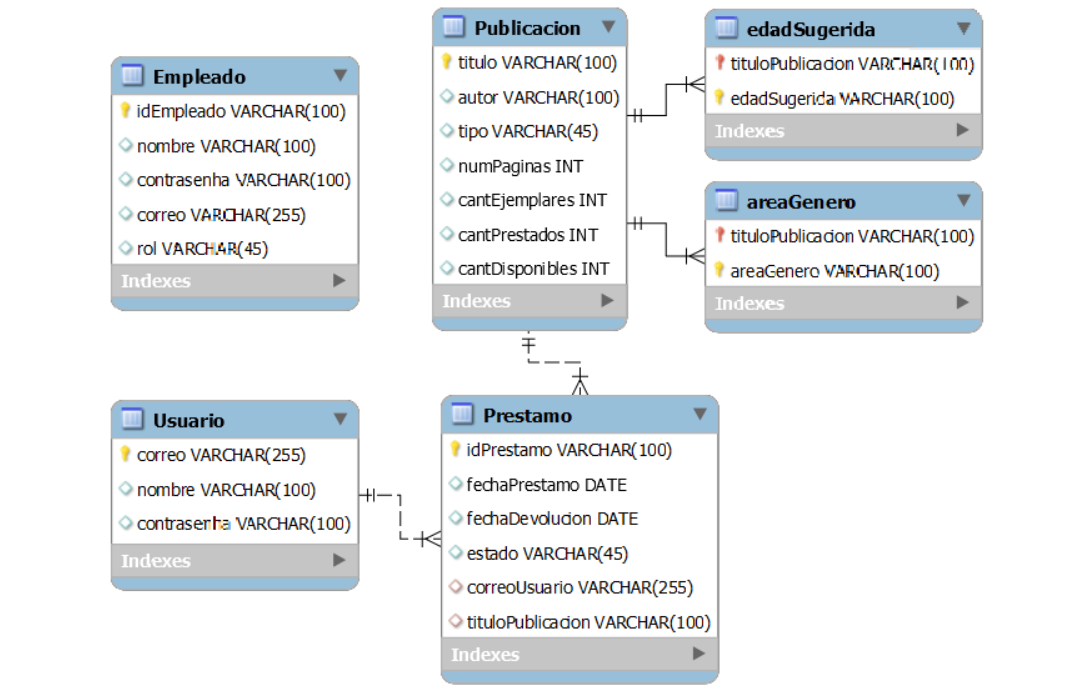 Empleado
idEmpleado VARCHAR(100)
nombre VARCHAR(100)
contrasenha VARCHAR(100)
correo VARCHAR(255)
rol VARCHAR(45)
Indexes
Publicacion
titulo VARCHAR(100)
autor VARCHAR(100)
tipo VARCHAR(45)
numPaginas INT
cantEjemplares INT
cantPrestados INT
cantDisponibles INT
Indexes
edadSugerida
tituloPublicacion VARCHAR(100)
edadSugerida VARCHAR(100)
Indexes
areaGenero
tituloPublicacion VARCHAR(100)
areaGenero VARCHAR(100)
Indexes
Usuario
correo VARCHAR(255)
nombre VARCHAR(100)
contrasenha VARCHAR(100)
Indexes
Prestamo
idPrestamo VARCHAR(100)
fechaPrestamo DATE
fechaDevolucion DATE
estado VARCHAR(45)
correoUsuario VARCHAR(255)
tituloPublicacion VARCHAR(100)
Indexes